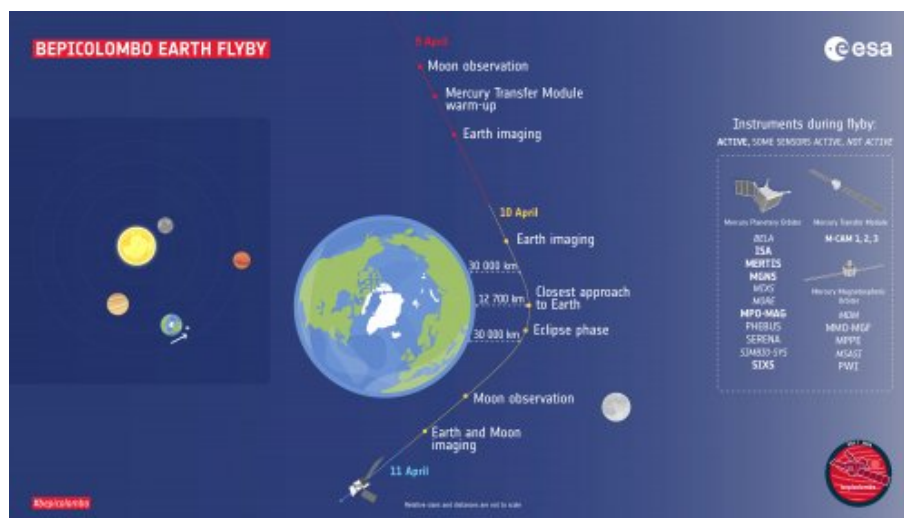 BEPICOLOMBO EARTH FLYBY
esa
9 April
Moon observation
Mercury Transfer Module
warm-up
Earth imaging
10 April
Earth imaging
30 000 km
12 700 km
Closest approach
to Earth
30 000 km
Eclipse phase
Moon observation
Earth and Moon
imaging
11 April
Instruments during flyby:
ACTIVE, SOME SENSORS ACTIVE, NOT ACTIVE
Mercury Planetary Orbiter
BELA
ISA
MERTIS
MGNS
MIXS
MORE
MPO-MAG
PHEBUS
SERENA
SIMBIO-SYS
SIXS
Mercury Transfer Module
M-CAM 1, 2, 3
Mercury Magnetospheric
Orbiter
MDM
MMO-MGF
MPPE
MSASI
PWI
#bepicolombo
Relative sizes and distances are not to scale
bepicolombo